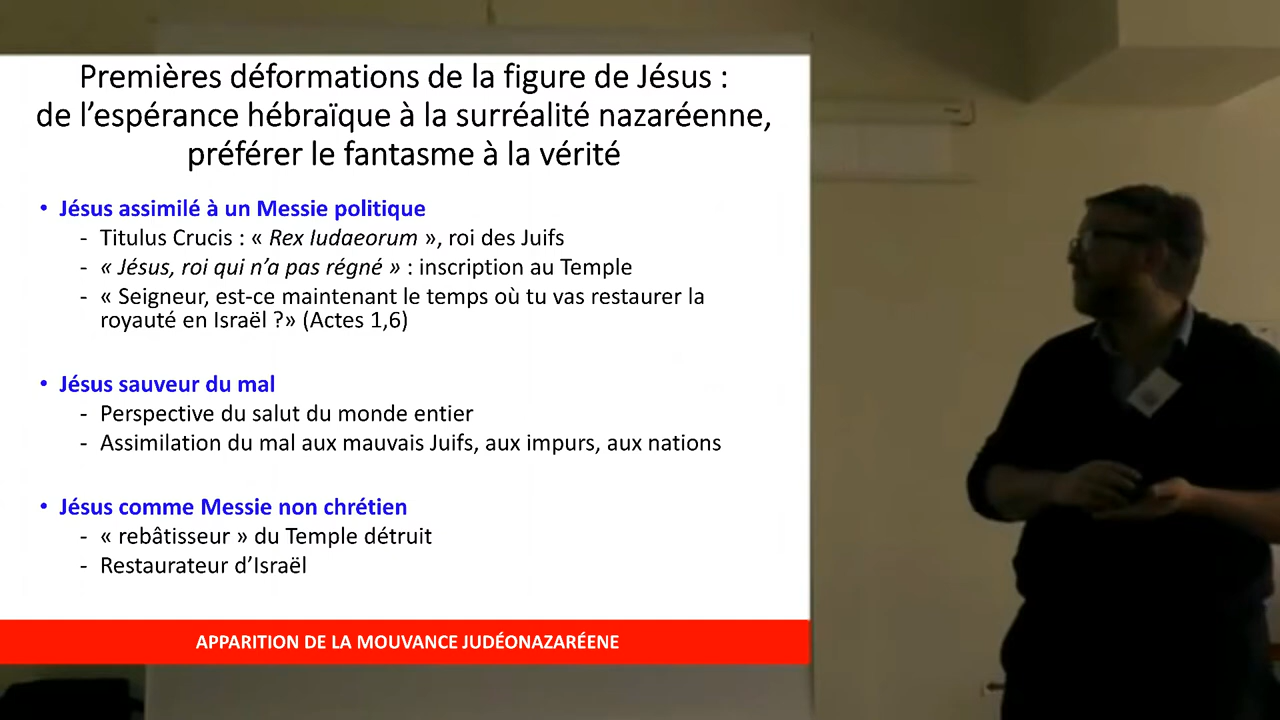 Premières déformations de la figure de Jésus :
de l’espérance hébraïque à la surréalité nazaréenne,
préférer le fantasme à la vérité
• Jésus assimilé à un Messie politique
- Titulus Crucis : « Rex Iudaeorum », roi des Juifs
- « Jésus, roi qui n’a pas régné » : inscription au Temple
- « Seigneur, est-ce maintenant le temps où tu vas restaurer la
royauté en Israël ?» (Actes 1,6)
• Jésus sauveur du mal
- Perspective du salut du monde entier
- Assimilation du mal aux mauvais Juifs, aux impurs, aux nations
• Jésus comme Messie non chrétien
- « rebâtisseur » du Temple détruit
- Restaurateur d’Israël
APPARITION DE LA MOUVANCE JUDÉONAZARÉENE